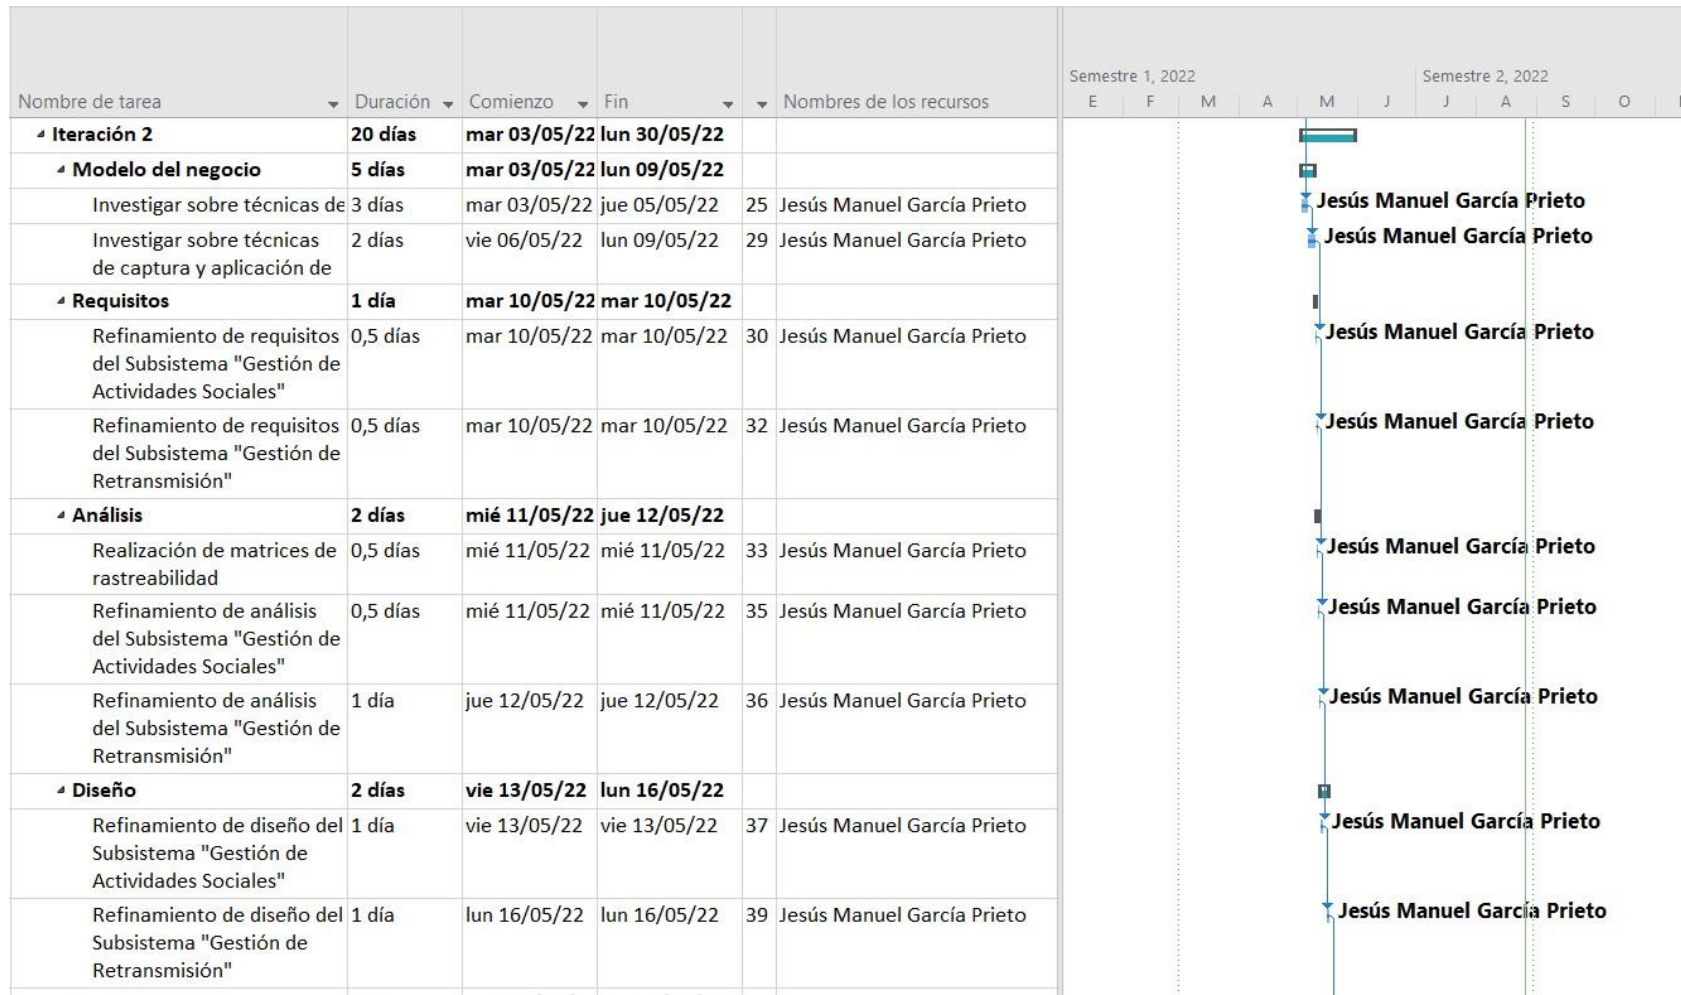 Semestre 1, 2022 Semestre 2, 2022
Nombre de tarea Duración Comienzo Fin Nombres de los recursos E F M A M J J A S O
Iteración 2 20 días mar 03/05/22 lun 30/05/22
Modelo del negocio 5 días mar 03/05/22 lun 09/05/22
Investigar sobre técnicas de 3 días mar 03/05/22 jue 05/05/22 25 Jesús Manuel García Prieto Jesús Manuel García Prieto
Investigar sobre técnicas 2 días vie 06/05/22 lun 09/05/22 29 Jesús Manuel García Prieto Jesús Manuel García Prieto
de captura y aplicación de
Requisitos 1 día mar 10/05/22 mar 10/05/22
Refinamiento de requisitos 0,5 días mar 10/05/22 mar 10/05/22 30 Jesús Manuel García Prieto Jesús Manuel García Prieto
del Subsistema "Gestión de
Actividades Sociales"
Refinamiento de requisitos 0,5 días mar 10/05/22 mar 10/05/22 32 Jesús Manuel García Prieto Jesús Manuel García Prieto
del Subsistema "Gestión de
Retransmisión"
Análisis 2 días mié 11/05/22 jue 12/05/22
Realización de matrices de 0,5 días mié 11/05/22 mié 11/05/22 33 Jesús Manuel García Prieto Jesús Manuel García Prieto
rastreabilidad
Refinamiento de análisis 0,5 días mié 11/05/22 mié 11/05/22 35 Jesús Manuel García Prieto Jesús Manuel García Prieto
del Subsistema "Gestión de
Actividades Sociales"
Refinamiento de análisis 1 día jue 12/05/22 jue 12/05/22 36 Jesús Manuel García Prieto Jesús Manuel García Prieto
del Subsistema "Gestión de
Retransmisión"
Diseño 2 días vie 13/05/22 lun 16/05/22
Refinamiento de diseño del 1 día vie 13/05/22 vie 13/05/22 37 Jesús Manuel García Prieto Jesús Manuel García Prieto
Subsistema "Gestión de
Actividades Sociales"
Refinamiento de diseño del 1 día lun 16/05/22 lun 16/05/22 39 Jesús Manuel García Prieto Jesús Manuel García Prieto
Subsistema "Gestión de
Retransmisión"